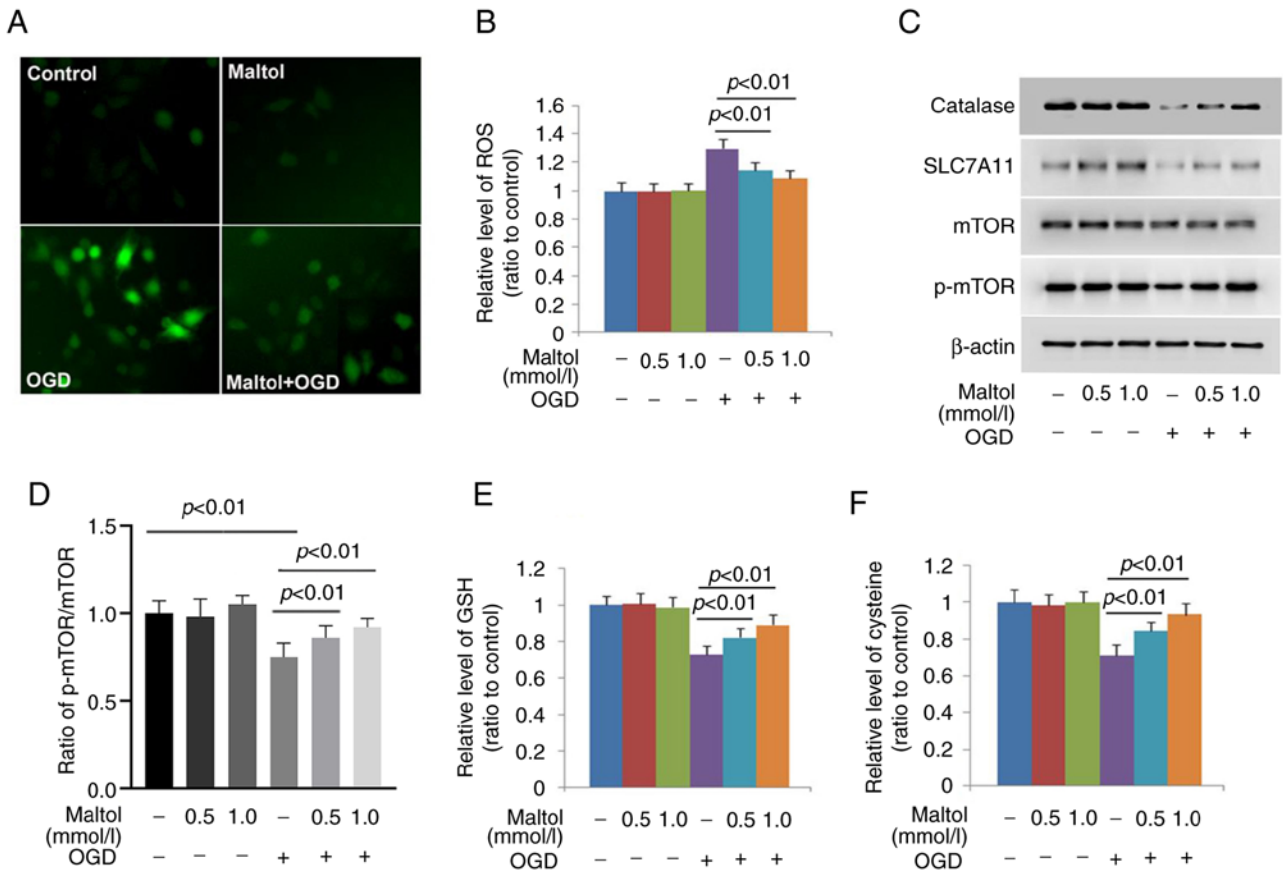 A
Control
Maltol
OGD
Maltol+OGD
B
Relative level of ROS
(ratio to control)
1.6
1.4
1.2
1
0.8
0.6
0.4
0.2
0
p<0.01
p<0.01
Maltol
(mmol/l)
– 0.5 1.0 – 0.5 1.0
OGD – – – + + +
C
Catalase
SLC7A11
mTOR
p-mTOR
β-actin
Maltol
(mmol/l)
– 0.5 1.0 – 0.5 1.0
OGD – – – + + +
D
Ratio of p-mTOR/mTOR
1.5
1.0
0.5
0.0
p<0.01
p<0.01
p<0.01
Maltol
(mmol/l)
– 0.5 1.0 – 0.5 1.0
OGD – – – + + +
E
Relative level of GSH
(ratio to control)
1.2
1
0.8
0.6
0.4
0.2
0
p<0.01
p<0.01
Maltol
(mmol/l)
– 0.5 1.0 – 0.5 1.0
OGD – – – + + +
F
Relative level of cysteine
(ratio to control)
1.2
1
0.8
0.6
0.4
0.2
0
p<0.01
p<0.01
Maltol
(mmol/l)
– 0.5 1.0 – 0.5 1.0
OGD – – – + + +